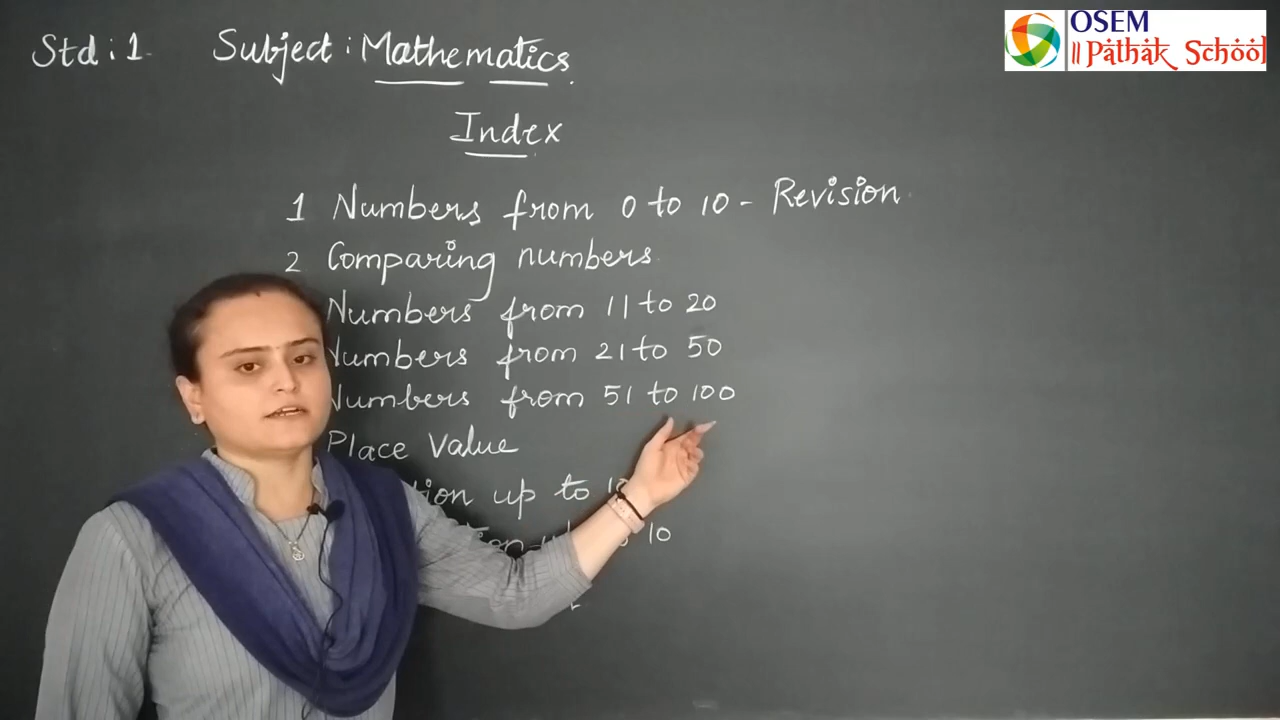 OSEM
॥ Pathak School
Std : 1 Subject : Mathematics
Index
1 Numbers from 0 to 10 - Revision
2 Comparing numbers
Numbers from 11 to 20
Numbers from 21 to 50
Numbers from 51 to 100
Place Value
up to
10